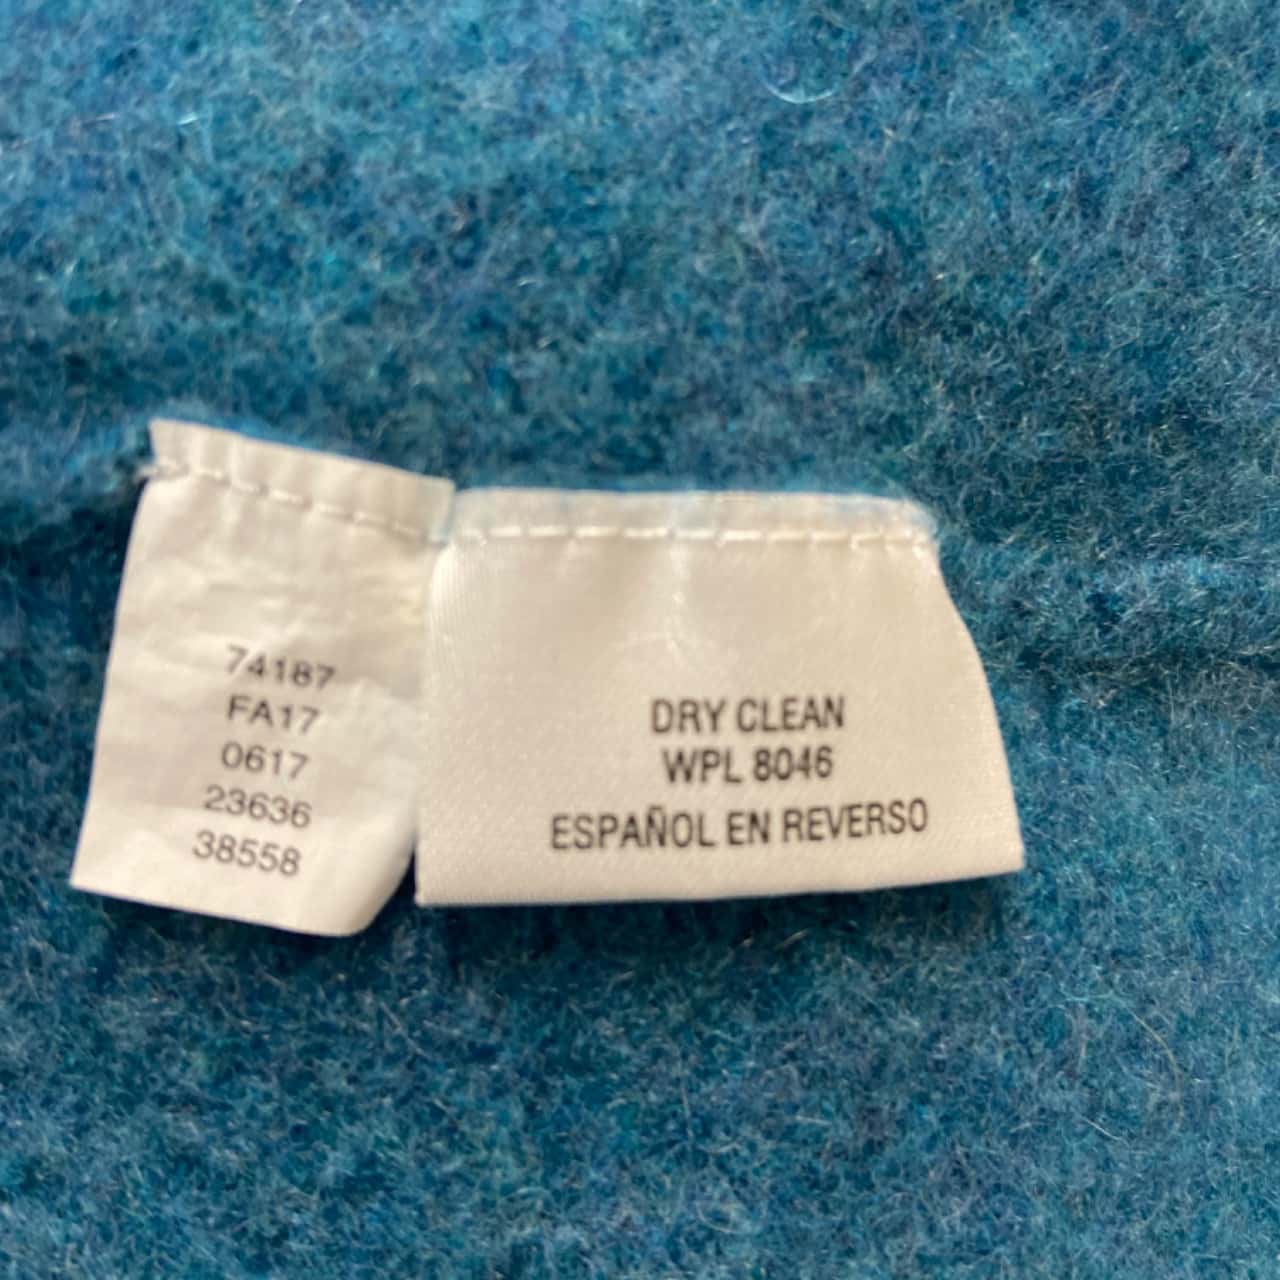 74187
FA17
0617
23636
38558
DRY CLEAN
WPL 8046
ESPAÑOL EN REVERSO